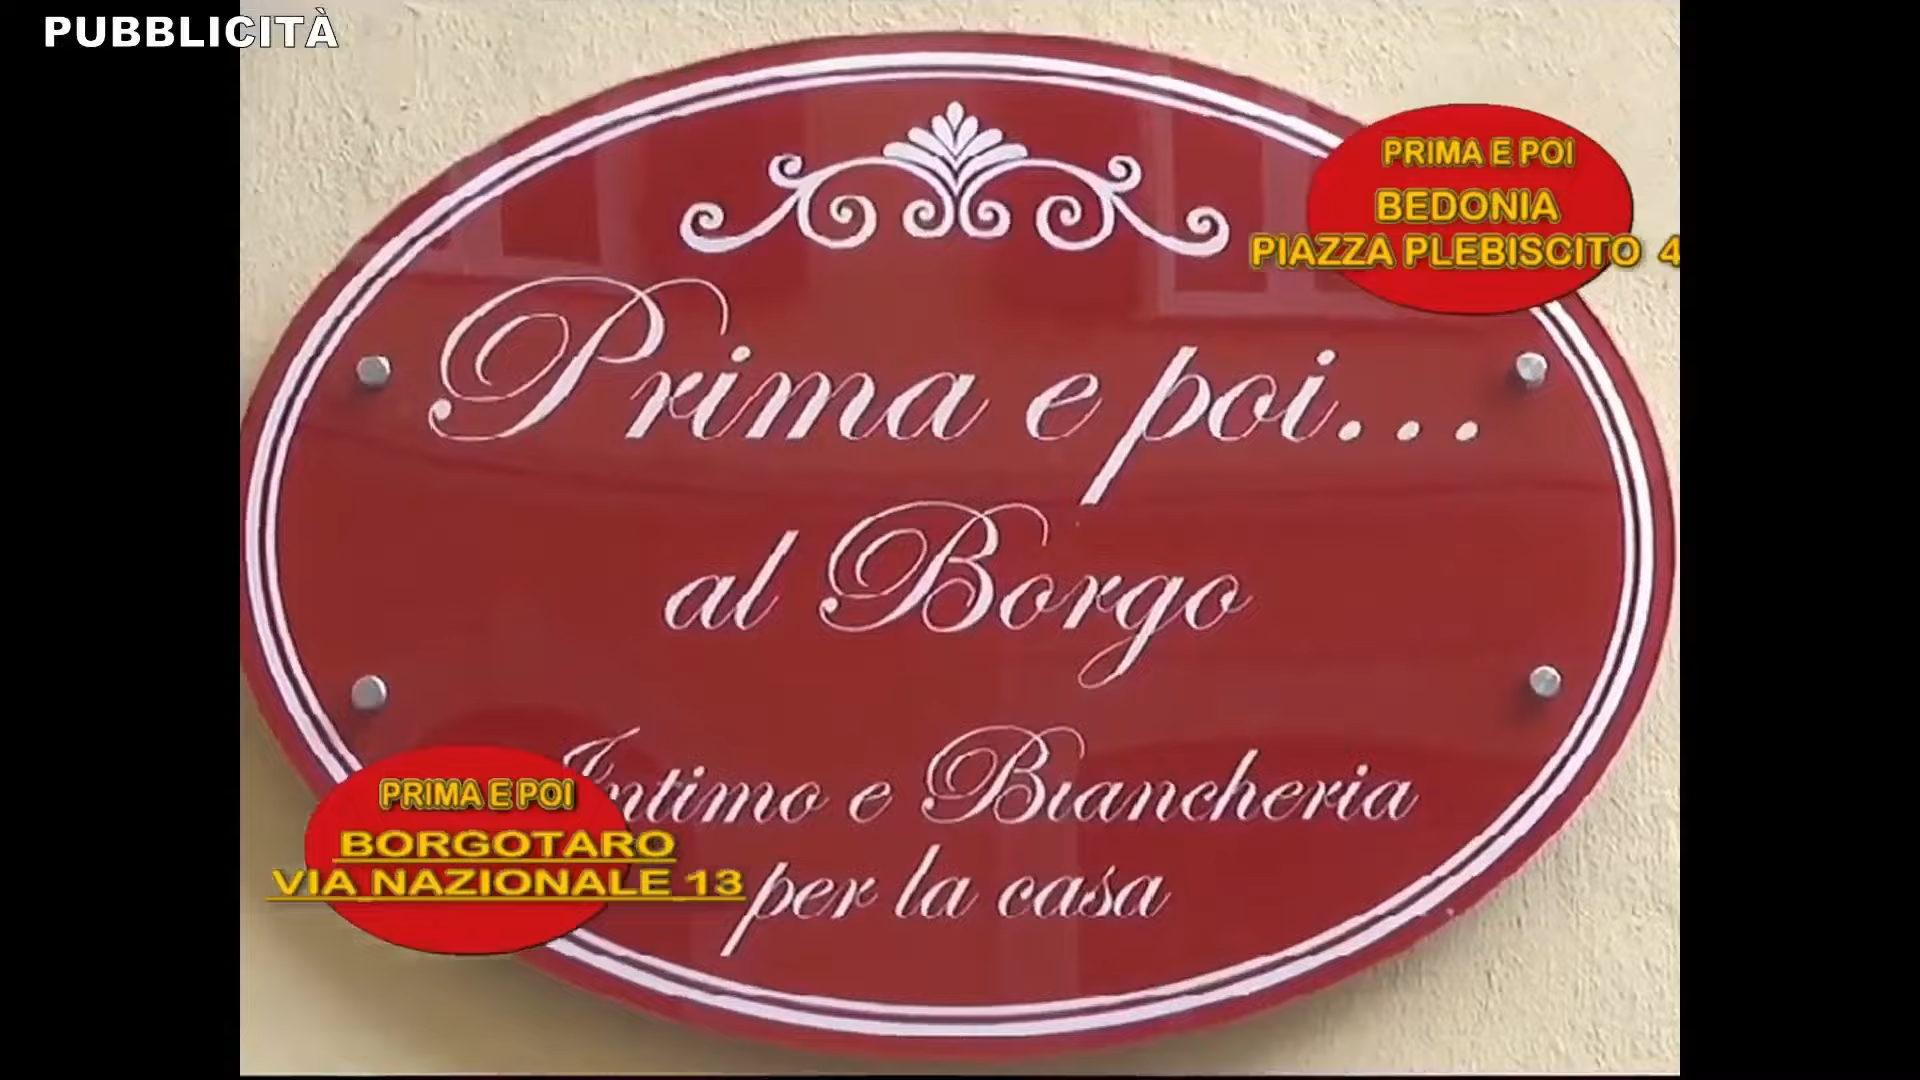 PUBBLICITÀ
PRIMA E POI
BEDONIA
PIAZZA PLEBISCITO 4
Prima e poi...
al Borgo
Intimo e Biancheria
per la casa
PRIMA E POI
BORGOTARO
VIA NAZIONALE 13